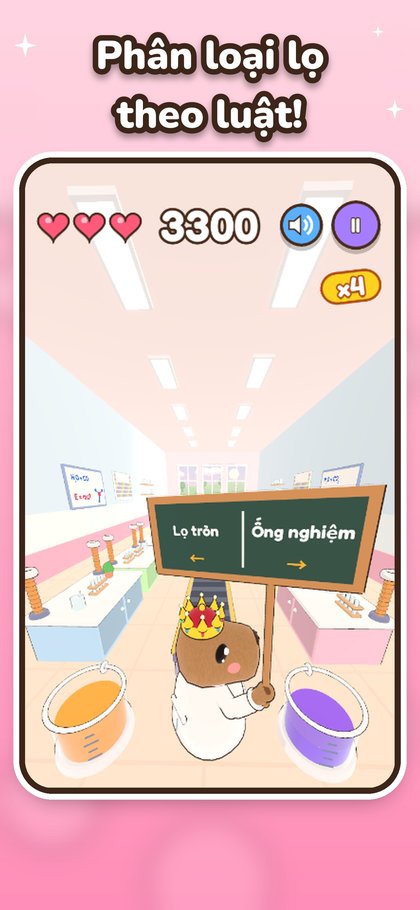 Phân loại lọ
theo luật!
3300
x4
Lọ tròn
Ống nghiệm
←
→